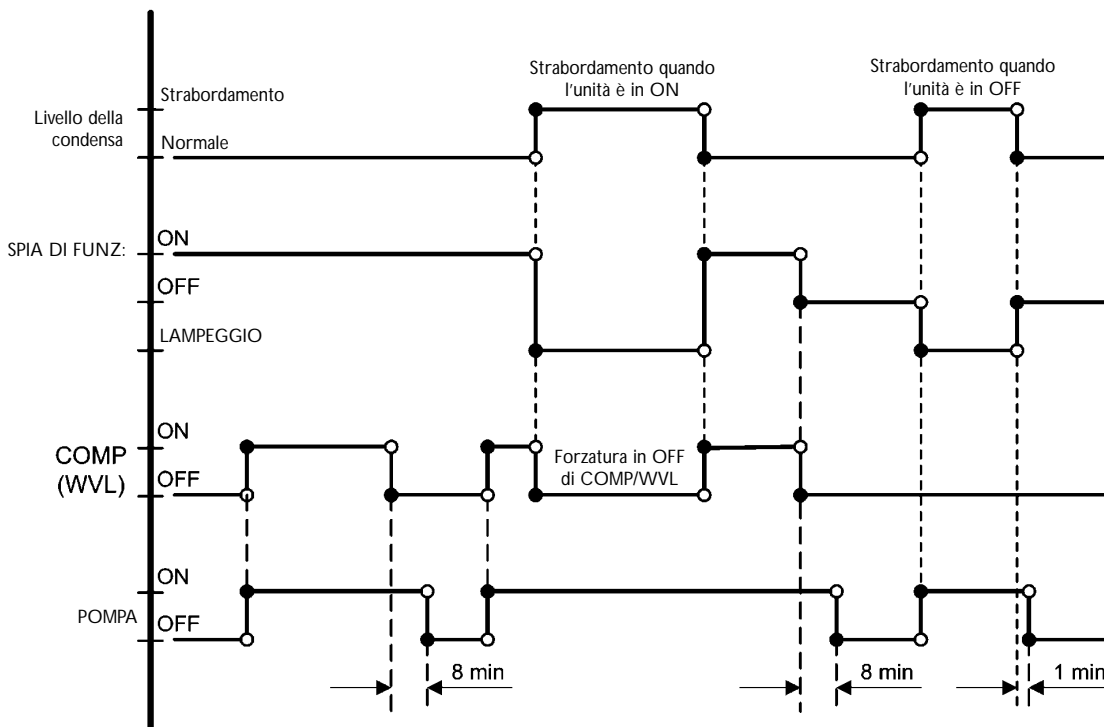 Strabordamento quando
l'unità è in ON
Strabordamento quando
l'unità è in OFF
Strabordamento
Livello della
condensa
Normale
SPIA DI FUNZ:
ON
OFF
LAMPEGGIO
COMP
(WVL)
ON
OFF
Forzatura in OFF
di COMP/WVL
POMPA
ON
OFF
8 min
8 min
1 min